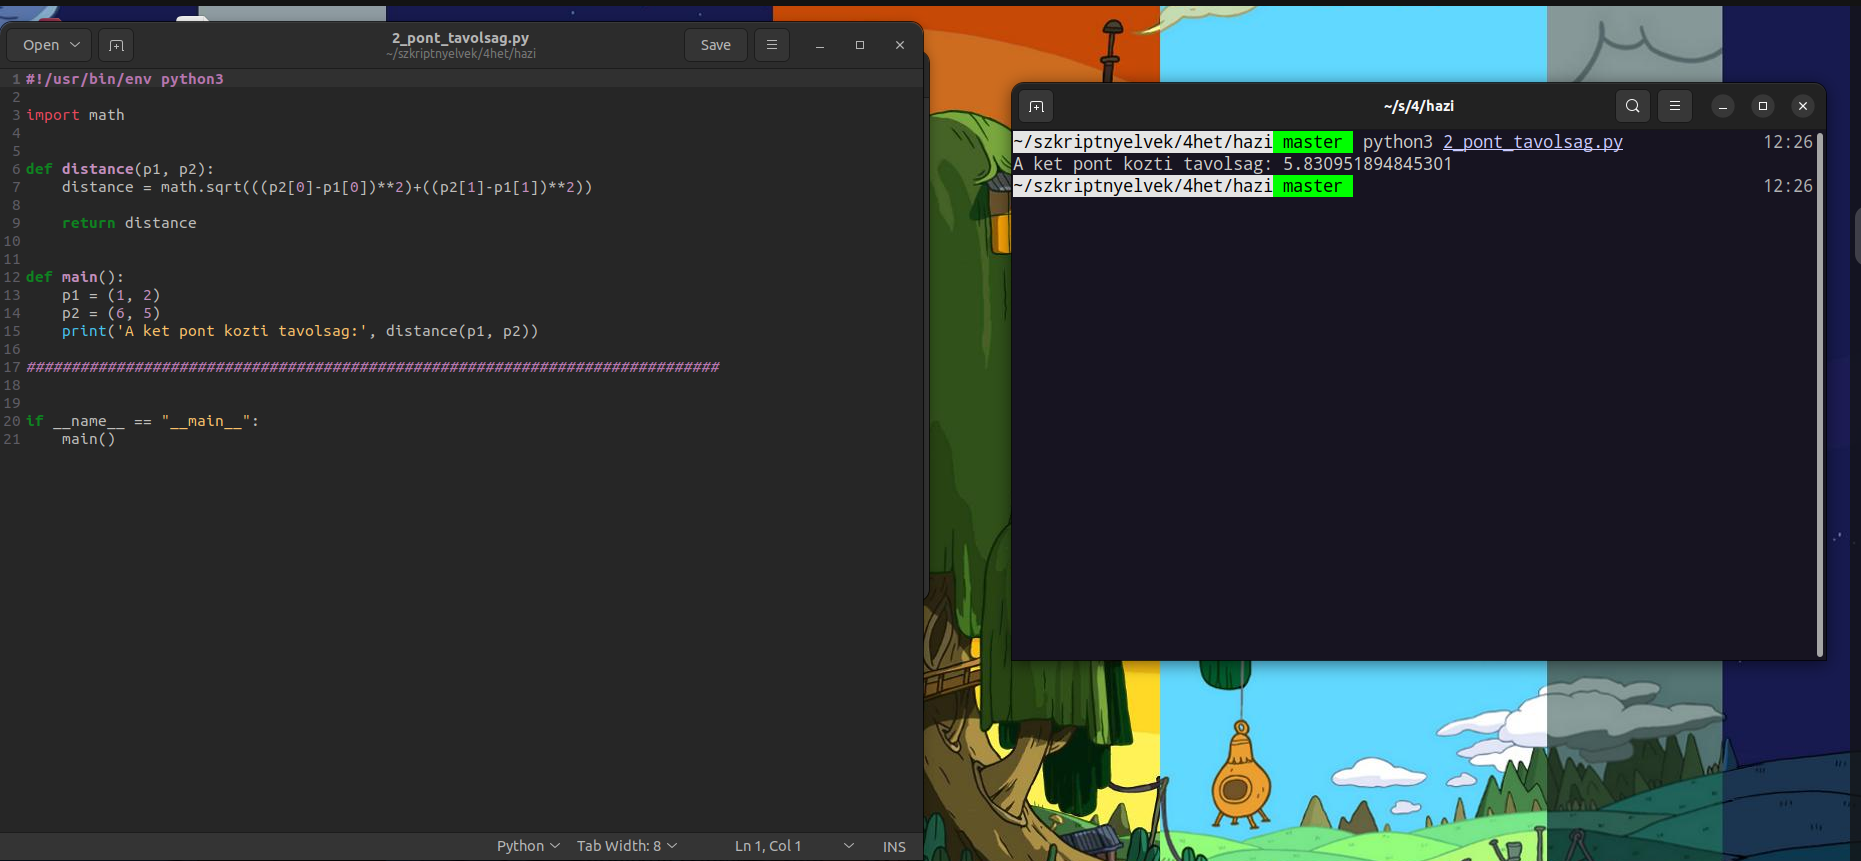 Open
2_pont_tavolsag.py
~/szkriptnyelvek/4het/hazi
Save
1 #!/usr/bin/env python3
2
3 import math
4
5
6 def distance(p1, p2):
7     distance = math.sqrt(((p2[0]-p1[0])**2)+((p2[1]-p1[1])**2))
8
9     return distance
10
11
12 def main():
13     p1 = (1, 2)
14     p2 = (6, 5)
15     print('A ket pont kozti tavolsag:', distance(p1, p2))
16
17 #############################################################################
18
19
20 if __name__ == "__main__":
21     main()
Python Tab Width: 8 Ln 1, Col 1 INS
~/s/4/hazi
~/szkriptnyelvek/4het/hazi master python3 2_pont_tavolsag.py 12:26
A ket pont kozti tavolsag: 5.830951894845301
~/szkriptnyelvek/4het/hazi master 12:26